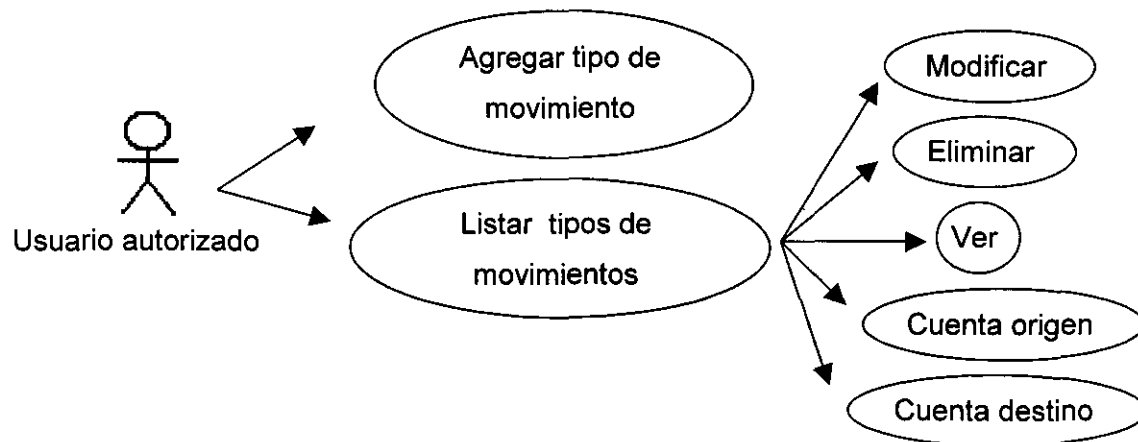 Usuario autorizado
Agregar tipo de
movimiento
Listar tipos de
movimientos
Modificar
Eliminar
Ver
Cuenta origen
Cuenta destino